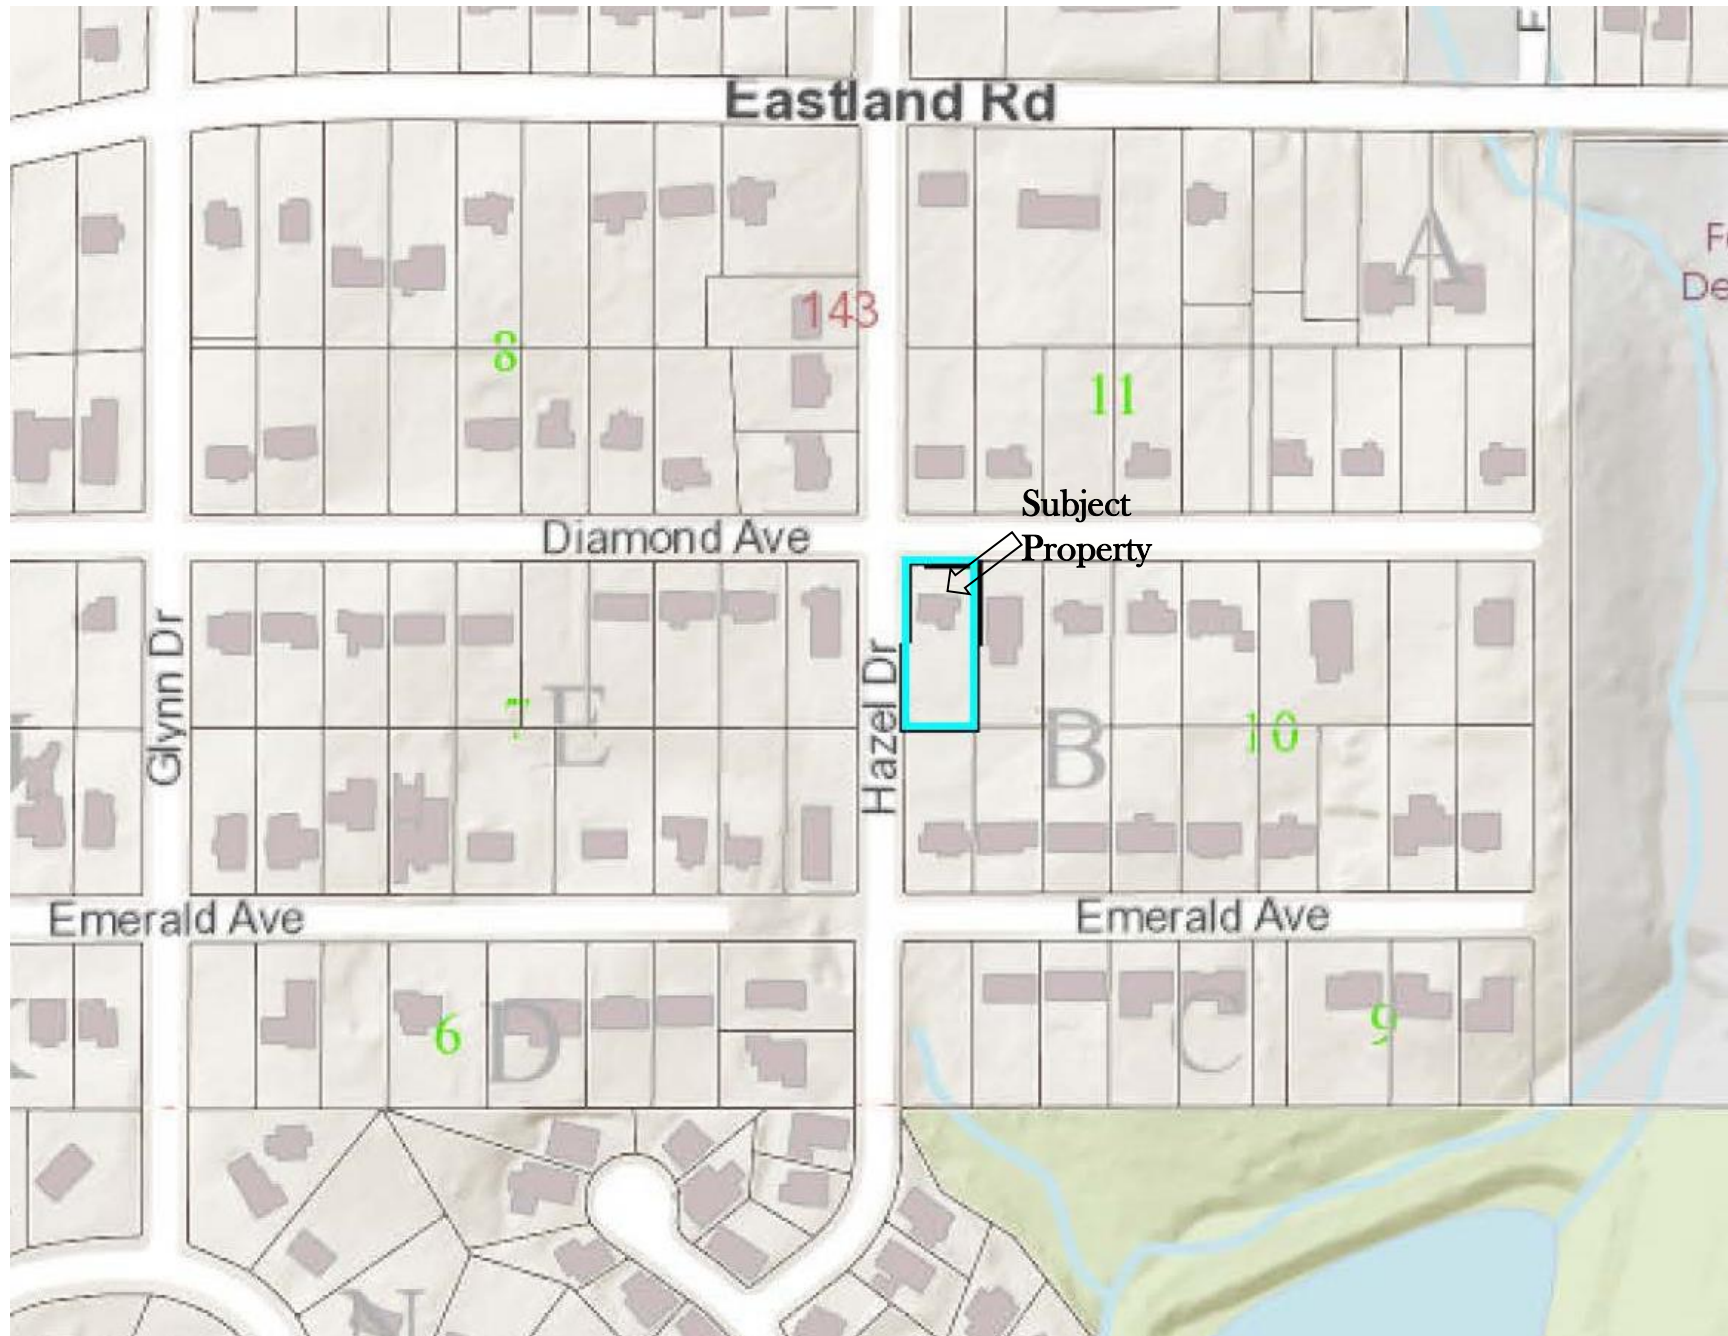 Eastland Rd
A
143
8
11
Subject
Property
Diamond Ave
Glynn Dr
Hazel Dr
7
E
B
10
Emerald Ave
Emerald Ave
6
D
C
9
N